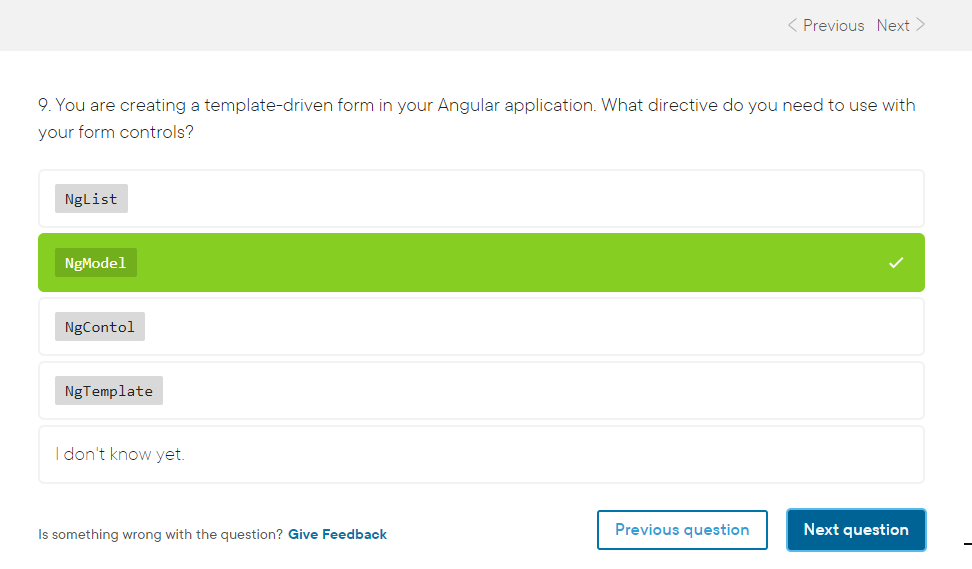 Previous Next
9. You are creating a template-driven form in your Angular application. What directive do you need to use with
your form controls?
NgList
NgModel
NgContol
NgTemplate
I don't know yet.
Is something wrong with the question? Give Feedback
Previous question
Next question